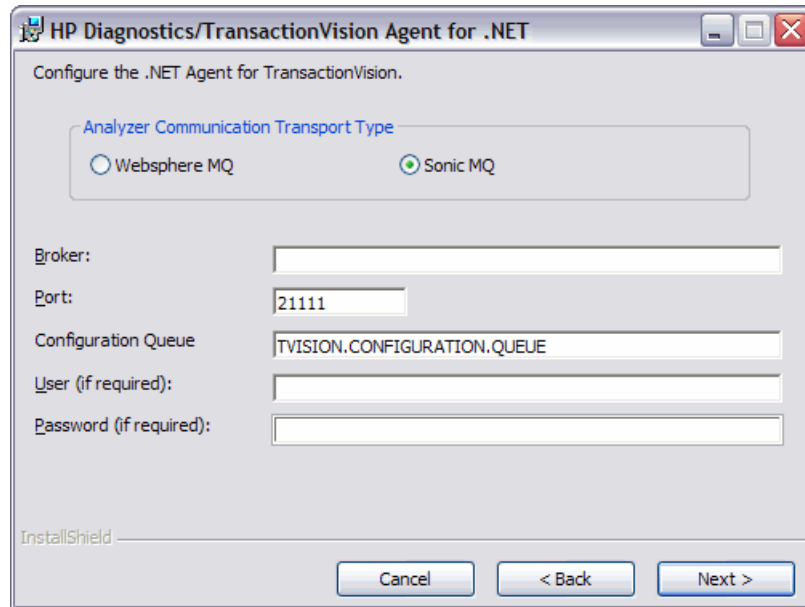 HP Diagnostics/TransactionVision Agent for .NET
Configure the .NET Agent for TransactionVision.
Analyzer Communication Transport Type
Websphere MQ Sonic MQ
Broker:
Port: 21111
Configuration Queue TVISION.CONFIGURATION.QUEUE
User (if required):
Password (if required):
InstallShield
Cancel < Back Next >